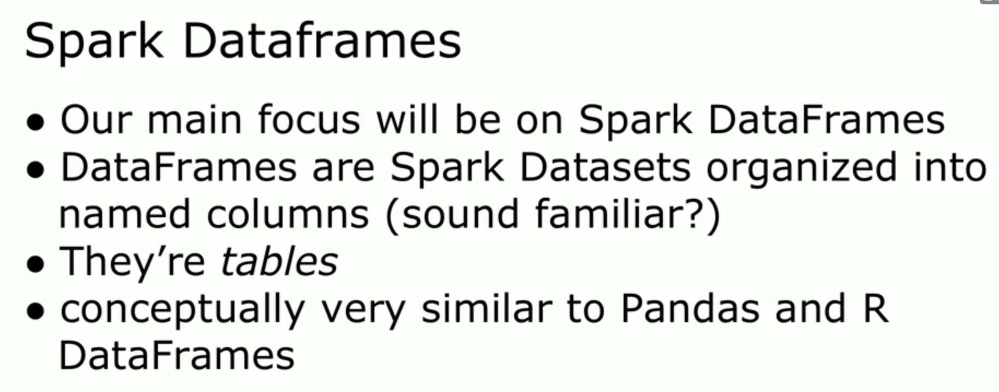 Spark Dataframes
● Our main focus will be on Spark DataFrames
● DataFrames are Spark Datasets organized into
named columns (sound familiar?)
● They’re tables
● conceptually very similar to Pandas and R
DataFrames